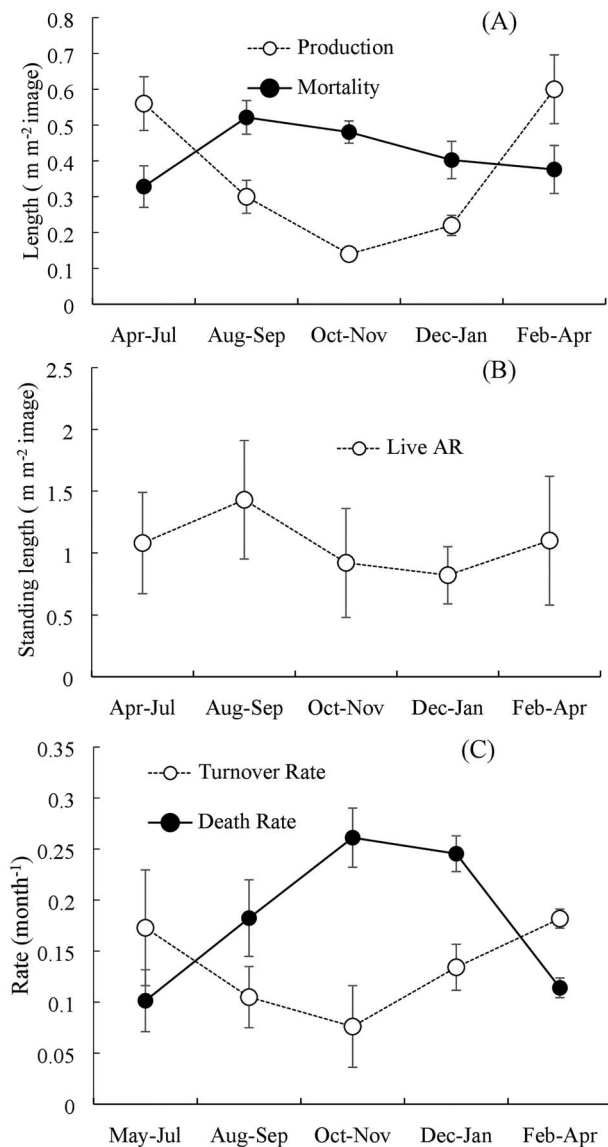 (A)
Production
Mortality
Length ( m m-2 image)
0.8
0.7
0.6
0.5
0.4
0.3
0.2
0.1
0
Apr-Jul Aug-Sep Oct-Nov Dec-Jan Feb-Apr
(B)
Live AR
Standing length ( m m-2 image)
2.5
2
1.5
1
0.5
0
Apr-Jul Aug-Sep Oct-Nov Dec-Jan Feb-Apr
(C)
Turnover Rate
Death Rate
Rate (month-1)
0.35
0.3
0.25
0.2
0.15
0.1
0.05
0
May-Jul Aug-Sep Oct-Nov Dec-Jan Feb-Apr